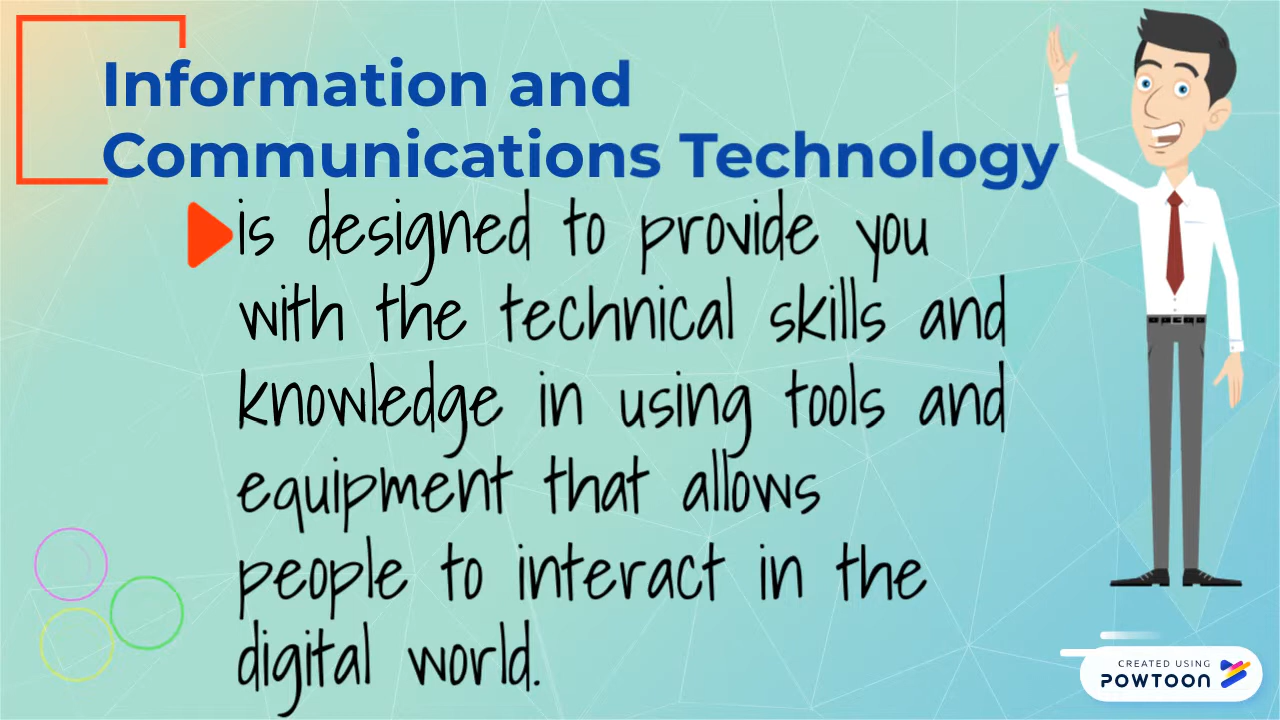 Information and
Communications Technology
is designed to provide you
with the technical skills and
knowledge in using tools and
equipment that allows
people to interact in the
digital world.
CREATED USING
POWTOON